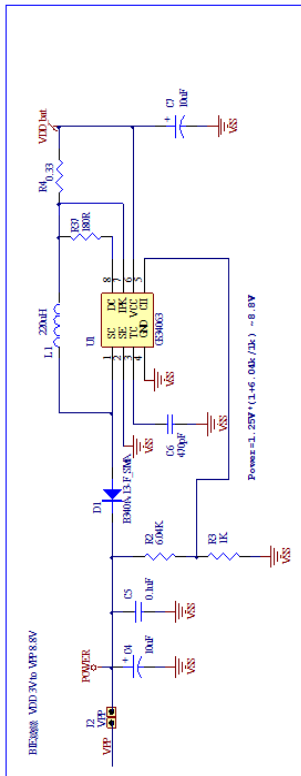 VDD 3V to VPP 8.8V
J2
VPP
VPP
POWER
C4
10uF
VSS
C5
0.1uF
VSS
R2
6.04K
R3
1K
VSS
D1
B340A-13-F_SMA
L1
220uH
U1
1
2
3
4
SC
SE
TC
GND
DC
IPK
VCC
CII
8
7
6
5
VSS
C6
470pF
VSS
VSS
R4
0.33
180R
VDD bat
10uF
VSS
Power=1.25V*(1+6.04k/1k) =8.8V